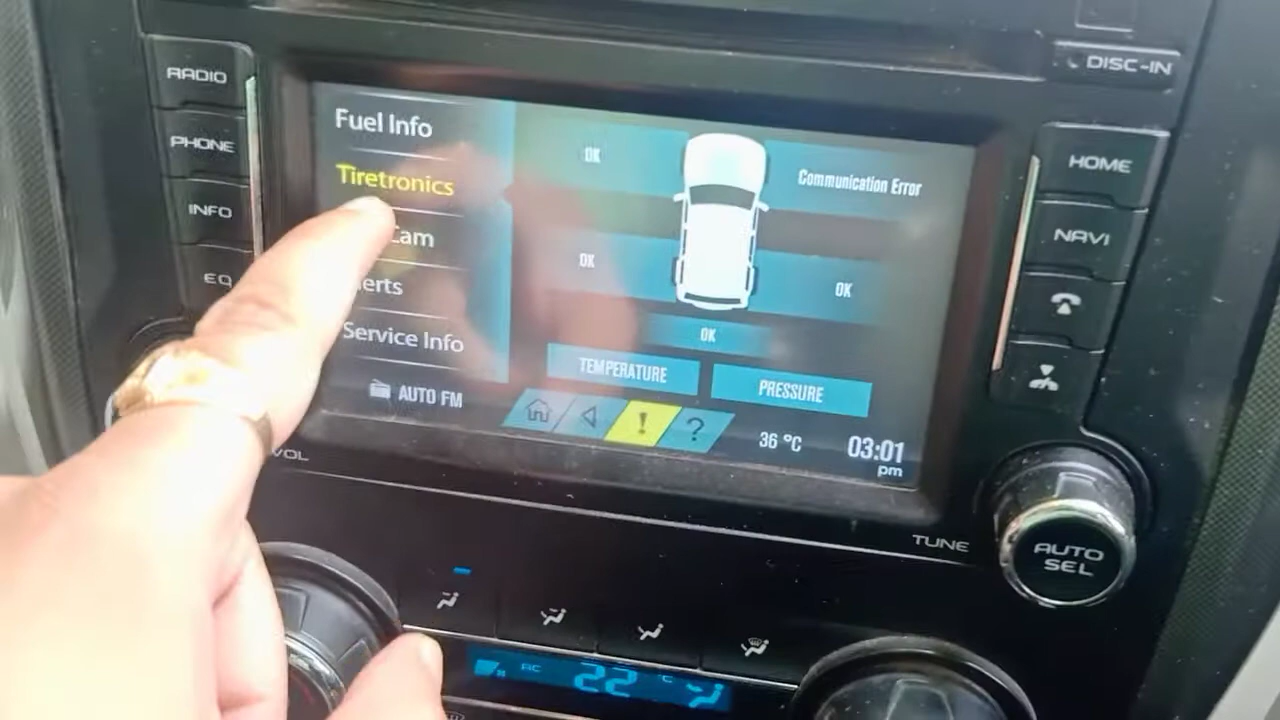 RADIO
PHONE
INFO
EQ
VOL
Fuel Info
Tiretronics
Cam
Service Info
AUTO FM
OK
Communication Error
OK
OK
OK
TEMPERATURE
PRESSURE
!
?
36 °C
03:01
pm
DISC-IN
HOME
NAVI
TUNE
AUTO
SEL
AC
22 °C